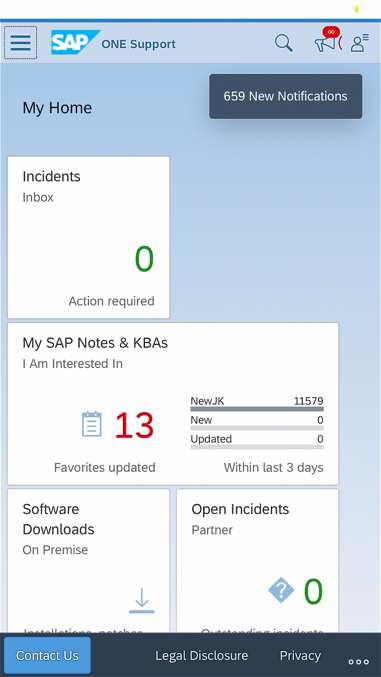 SAP ONE Support
∞
659 New Notifications
My Home
Incidents
Inbox
0
Action required
My SAP Notes & KBAs
I Am Interested In
NewJK 11579
New 0
Updated 0
13
Favorites updated
Within last 3 days
Software
Downloads
On Premise
Open Incidents
Partner
0
Installations, patches,
Outstanding incidents
Contact Us
Legal Disclosure
Privacy